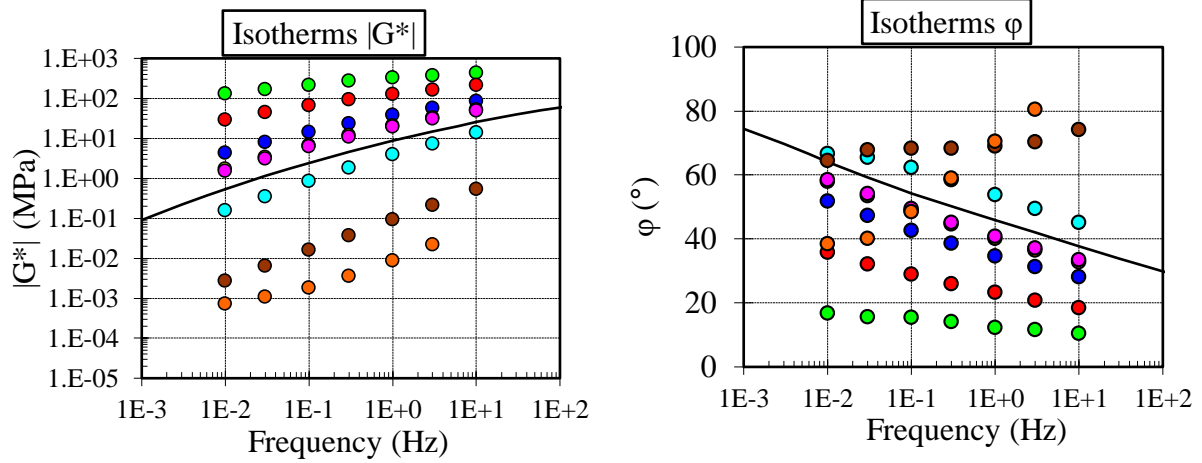 Isotherms |G*|
|G*| (MPa)
1.E+03
1.E+02
1.E+01
1.E+00
1.E-01
1.E-02
1.E-03
1.E-04
1.E-05
1E-3 1E-2 1E-1 1E+0 1E+1 1E+2
Frequency (Hz)
Isotherms φ
φ (°)
100
80
60
40
20
0
1E-3 1E-2 1E-1 1E+0 1E+1 1E+2
Frequency (Hz)